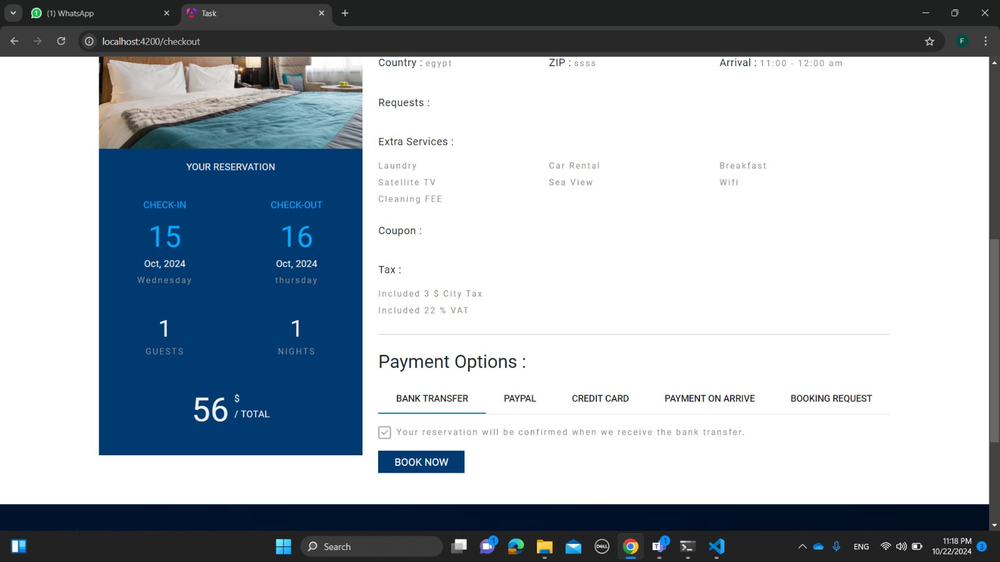 (1) WhatsApp
Task
localhost:4200/checkout
F
Country : egypt
ZIP : ssss
Arrival : 11:00 - 12:00 am
Requests :
Extra Services :
Laundry
Car Rental
Breakfast
Satellite TV
Sea View
Wifi
Cleaning FEE
Coupon :
Tax :
Included 3 $ City Tax
Included 22 % VAT
YOUR RESERVATION
CHECK-IN
CHECK-OUT
15
16
Oct, 2024
Oct, 2024
Wednesday
thursday
1
1
GUESTS
NIGHTS
56 $
/ TOTAL
Payment Options :
BANK TRANSFER
PAYPAL
CREDIT CARD
PAYMENT ON ARRIVE
BOOKING REQUEST
Your reservation will be confirmed when we receive the bank transfer.
BOOK NOW
Search
1
DELL
1
ENG
11:18 PM
10/22/2024
3